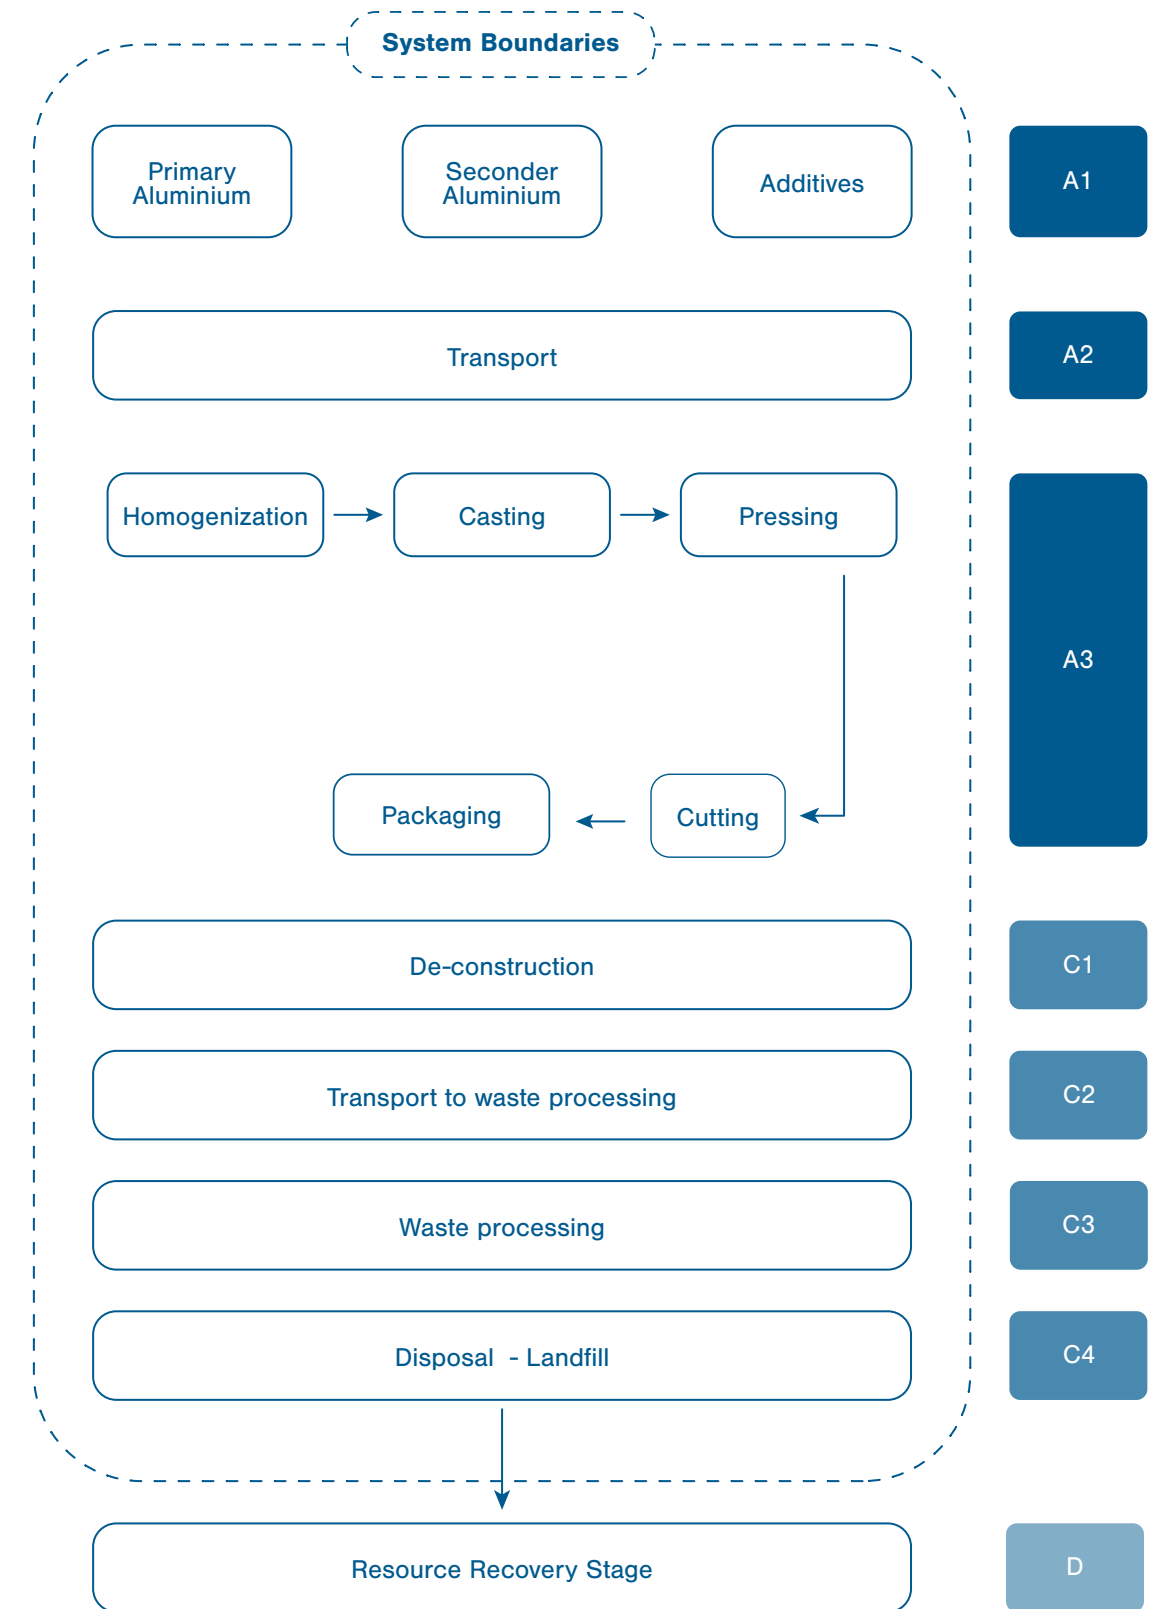 System Boundaries
Primary
Aluminium
Seconder
Aluminium
Additives
A1
Transport
A2
Homogenization
Casting
Pressing
A3
Packaging
Cutting
De-construction
C1
Transport to waste processing
C2
Waste processing
C3
Disposal - Landfill
C4
Resource Recovery Stage
D